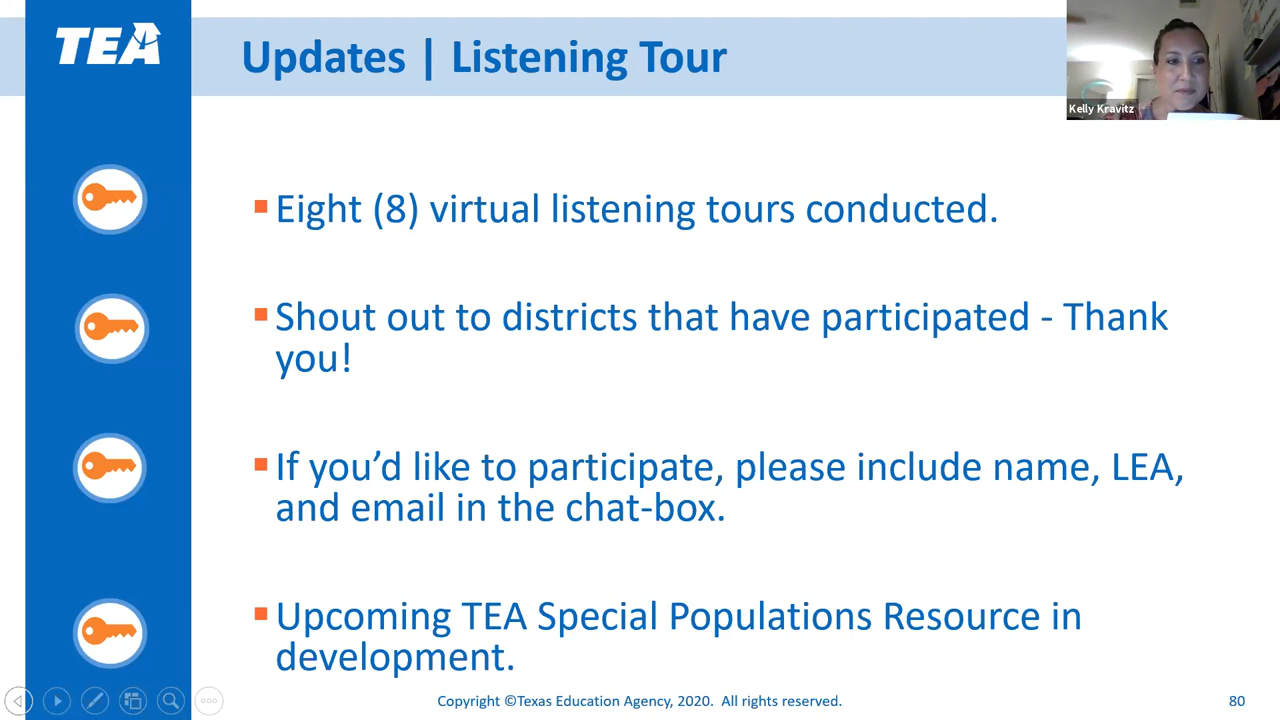 TEA
Updates | Listening Tour
Kelly Kravitz
▪Eight (8) virtual listening tours conducted.
▪Shout out to districts that have participated - Thank
you!
▪If you’d like to participate, please include name, LEA,
and email in the chat-box.
▪Upcoming TEA Special Populations Resource in
development.
Copyright ©Texas Education Agency, 2020. All rights reserved.
80